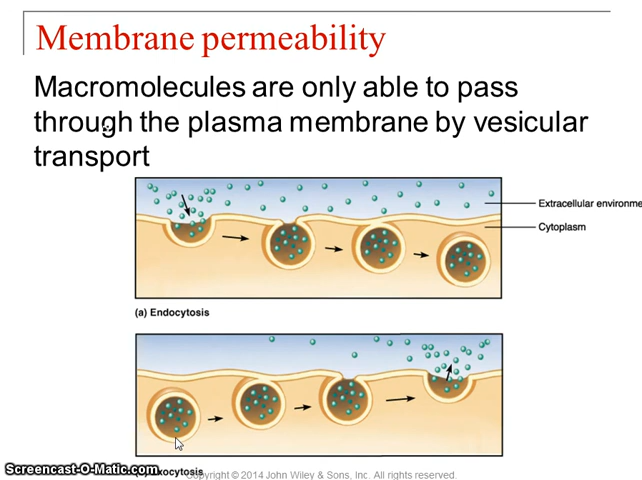 Membrane permeability
Macromolecules are only able to pass
through the plasma membrane by vesicular
transport
Extracellular environme
Cytoplasm
(a) Endocytosis
xocytosis
Screencast-O-Matic.com
Copyright © 2014 John Wiley & Sons, Inc. All rights reserved.